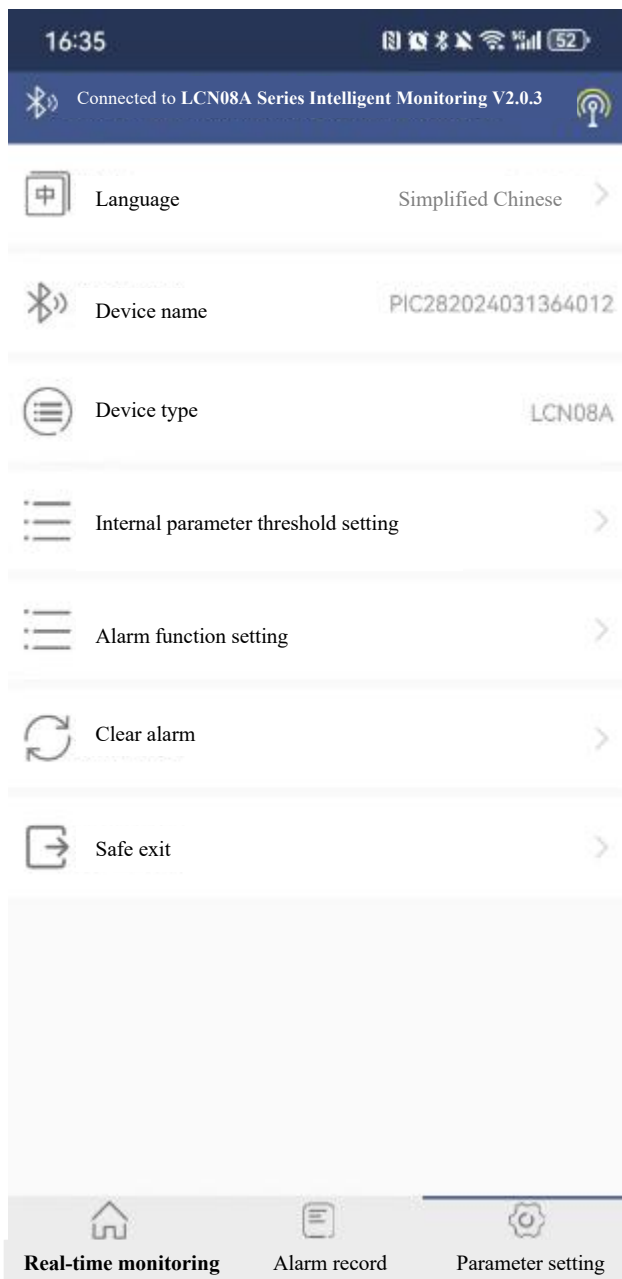 16:35
52
Connected to LCN08A Series Intelligent Monitoring V2.0.3
中
Language
Simplified Chinese
Device name
PIC282024031364012
Device type
LCN08A
Internal parameter threshold setting
Alarm function setting
Clear alarm
Safe exit
Real-time monitoring
Alarm record
Parameter setting